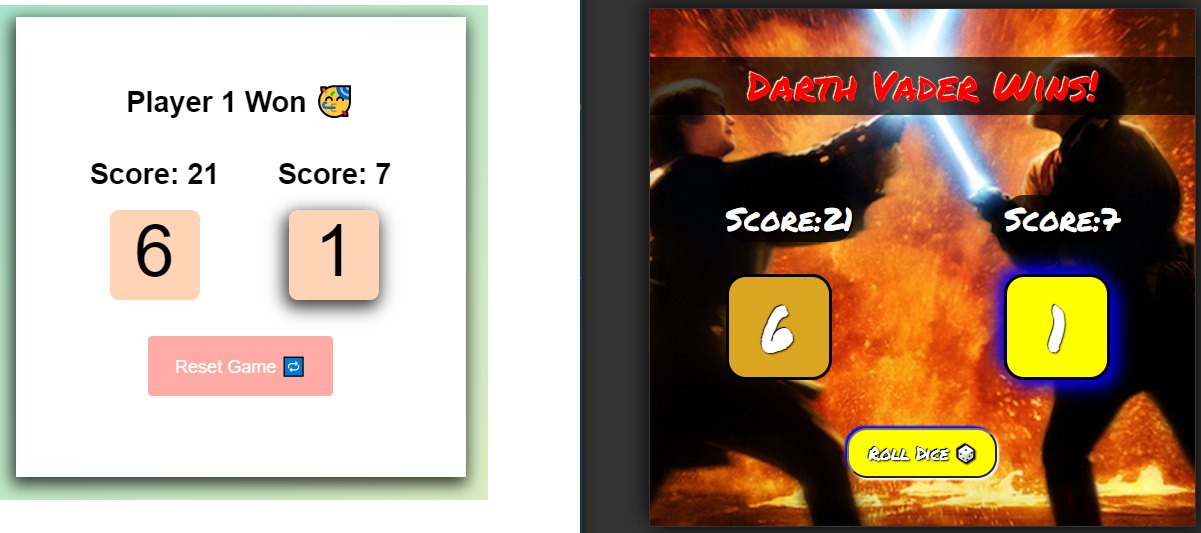 Player 1 Won 🥳
Score: 21 Score: 7
6 1
Reset Game 🔁
Darth Vader Wins!
Score:21 Score:7
6 1
Roll Dice 🎲